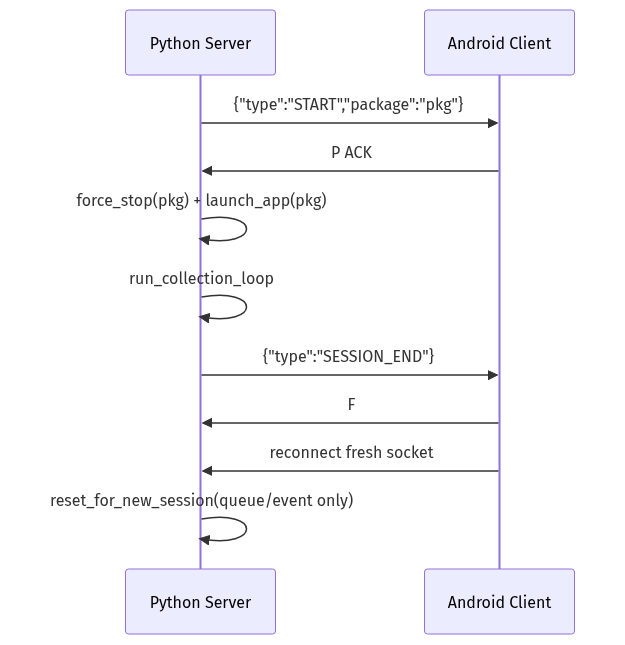 Python Server
Android Client
{"type":"START","package":"pkg"}
P ACK
force_stop(pkg) + launch_app(pkg)
run_collection_loop
{"type":"SESSION_END"}
F
reconnect fresh socket
reset_for_new_session(queue/event only)
Python Server
Android Client